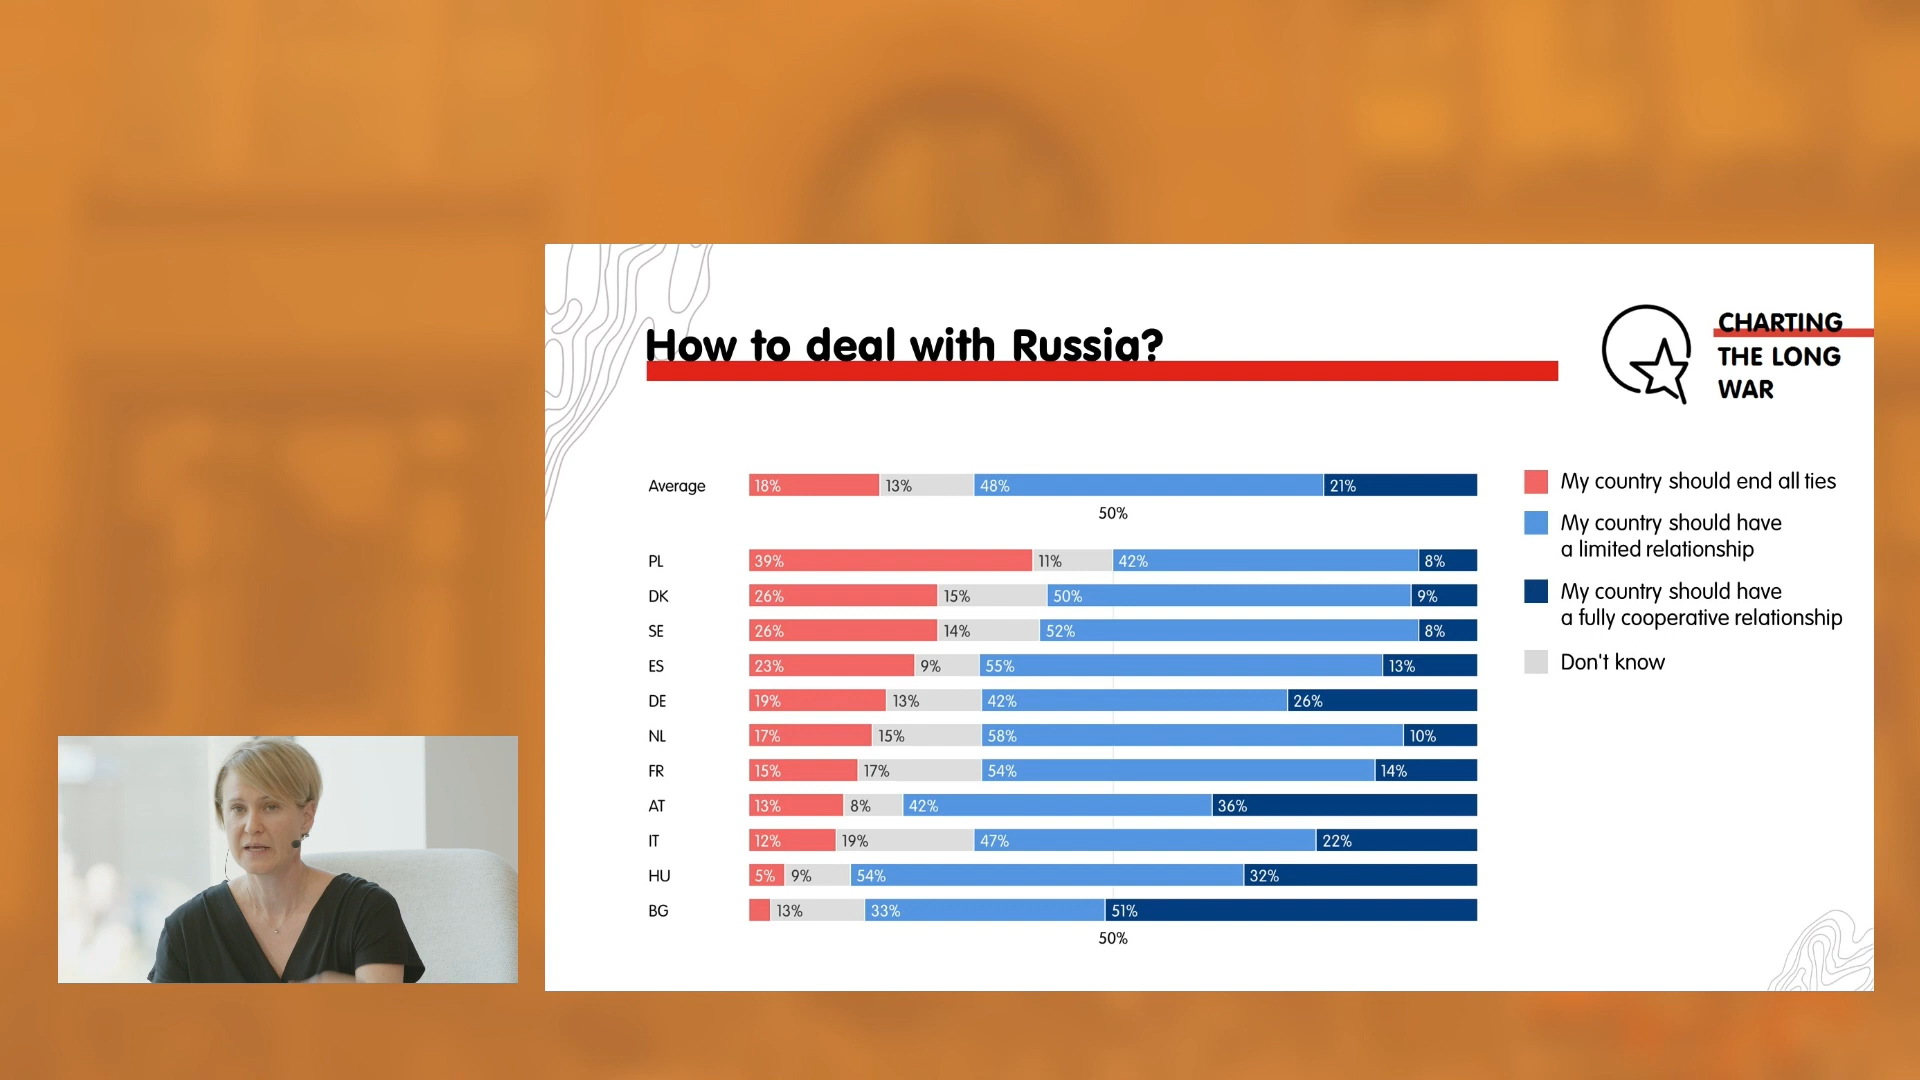 How to deal with Russia?
CHARTING
THE LONG
WAR
Average 18% 13% 48% 21%
50%
PL 39% 11% 42% 8%
DK 26% 15% 50% 9%
SE 26% 14% 52% 8%
ES 23% 9% 55% 13%
DE 19% 13% 42% 26%
NL 17% 15% 58% 10%
FR 15% 17% 54% 14%
AT 13% 8% 42% 36%
IT 12% 19% 47% 22%
HU 5% 9% 54% 32%
BG 13% 33% 51%
50%
My country should end all ties
My country should have
a limited relationship
My country should have
a fully cooperative relationship
Don't know